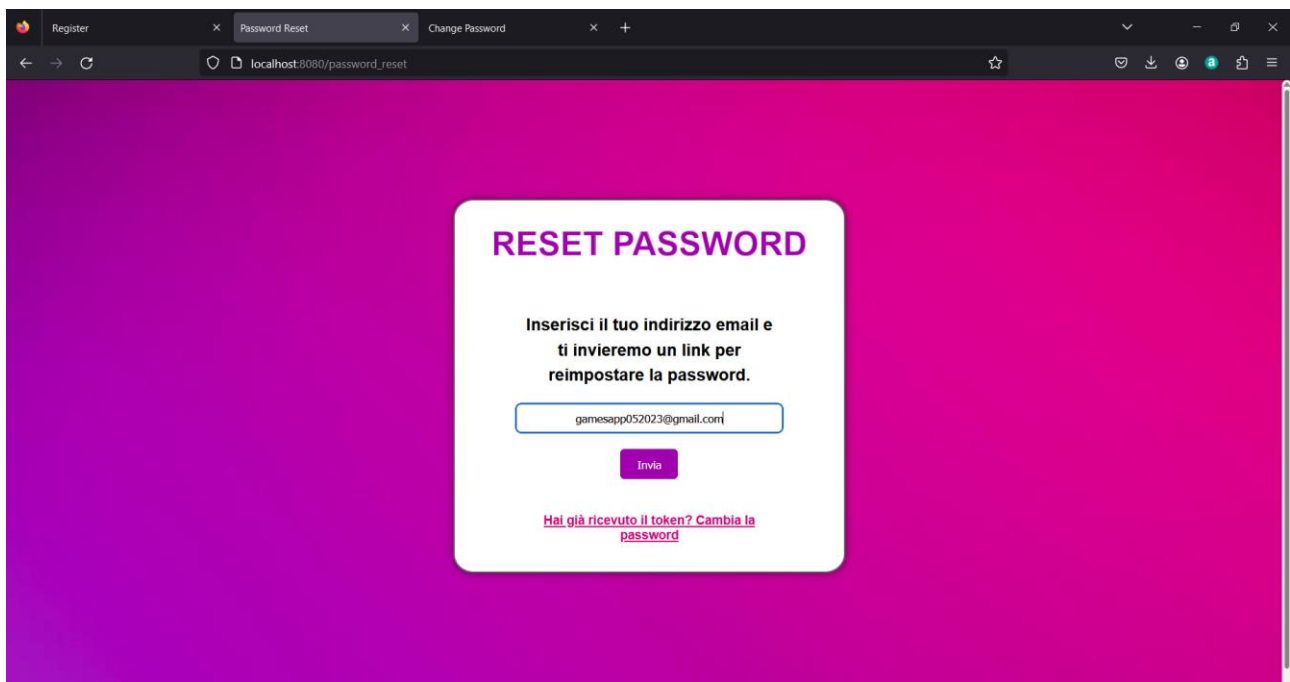 Register
Password Reset
Change Password
localhost:8080/password_reset
a
RESET PASSWORD
Inserisci il tuo indirizzo email e
ti invieremo un link per
reimpostare la password.
gamesapp052023@gmail.com
Invia
Hai già ricevuto il token? Cambia la
password